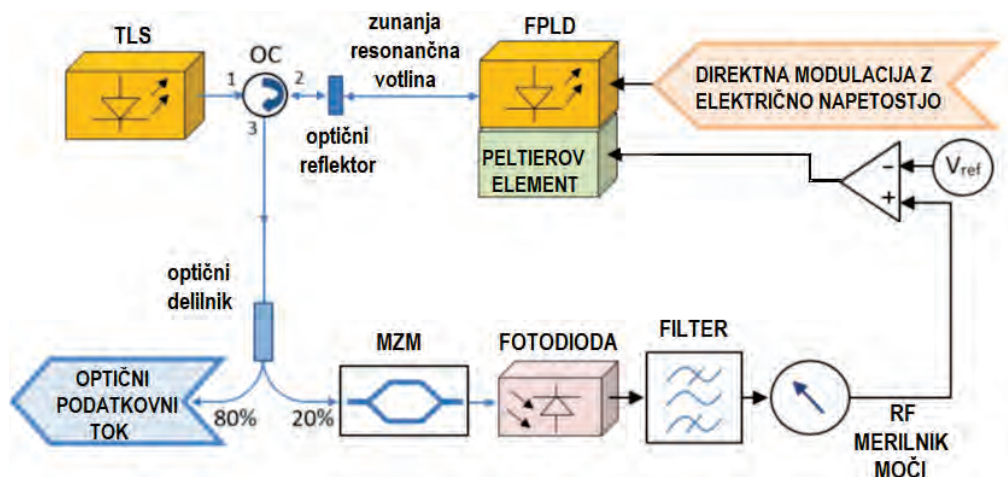 TLS
OC
1
2
3
zunanja
resonančna
votlina
FPLD
DIREKTNA MODULACIJA Z
ELEKTRIČNO NAPETOSTJO
optični
reflektor
PELTIEROV
ELEMENT
-
+
Vref
optični
delilnik
OPTIČNI
PODATKOVNI
TOK
80%
20%
MZM
FOTODIODA
FILTER
RF
MERILNIK
MOČI